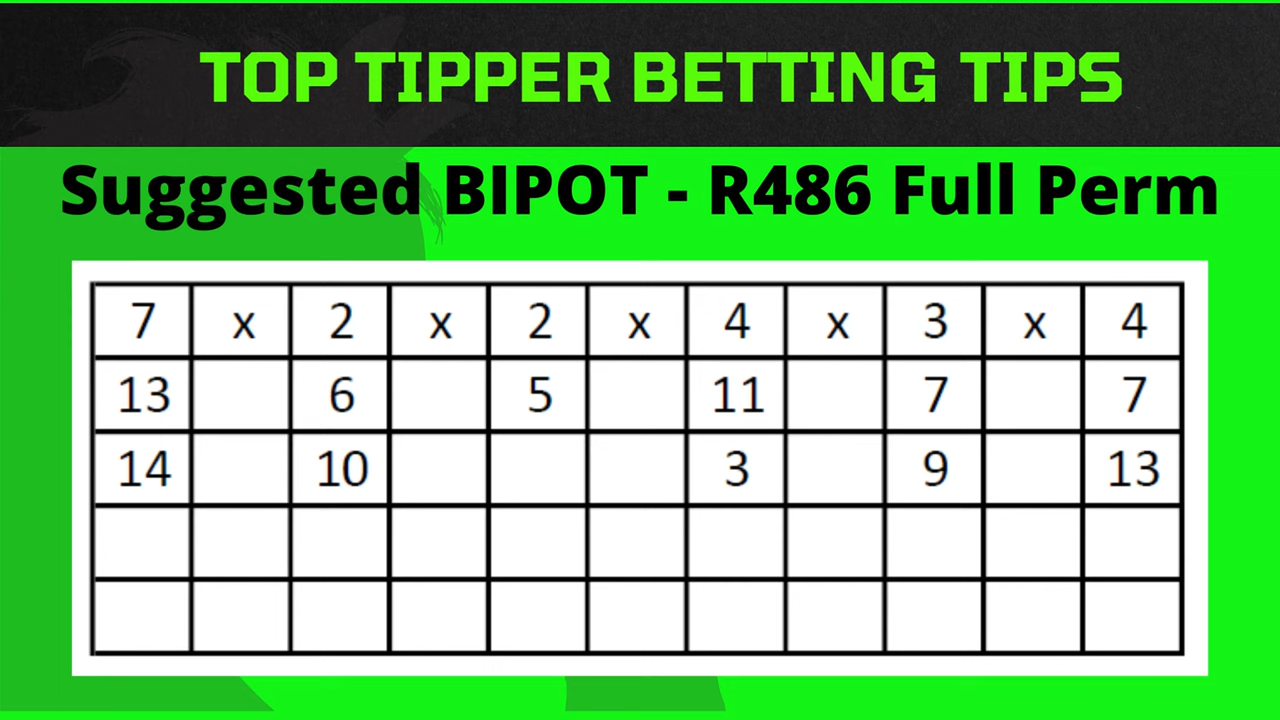 TOP TIPPER BETTING TIPS
Suggested BIPOT - R486 Full Perm
7 x 2 x 2 x 4 x 3 x 4
13 6 5 11 7 7
14 10 3 9 13